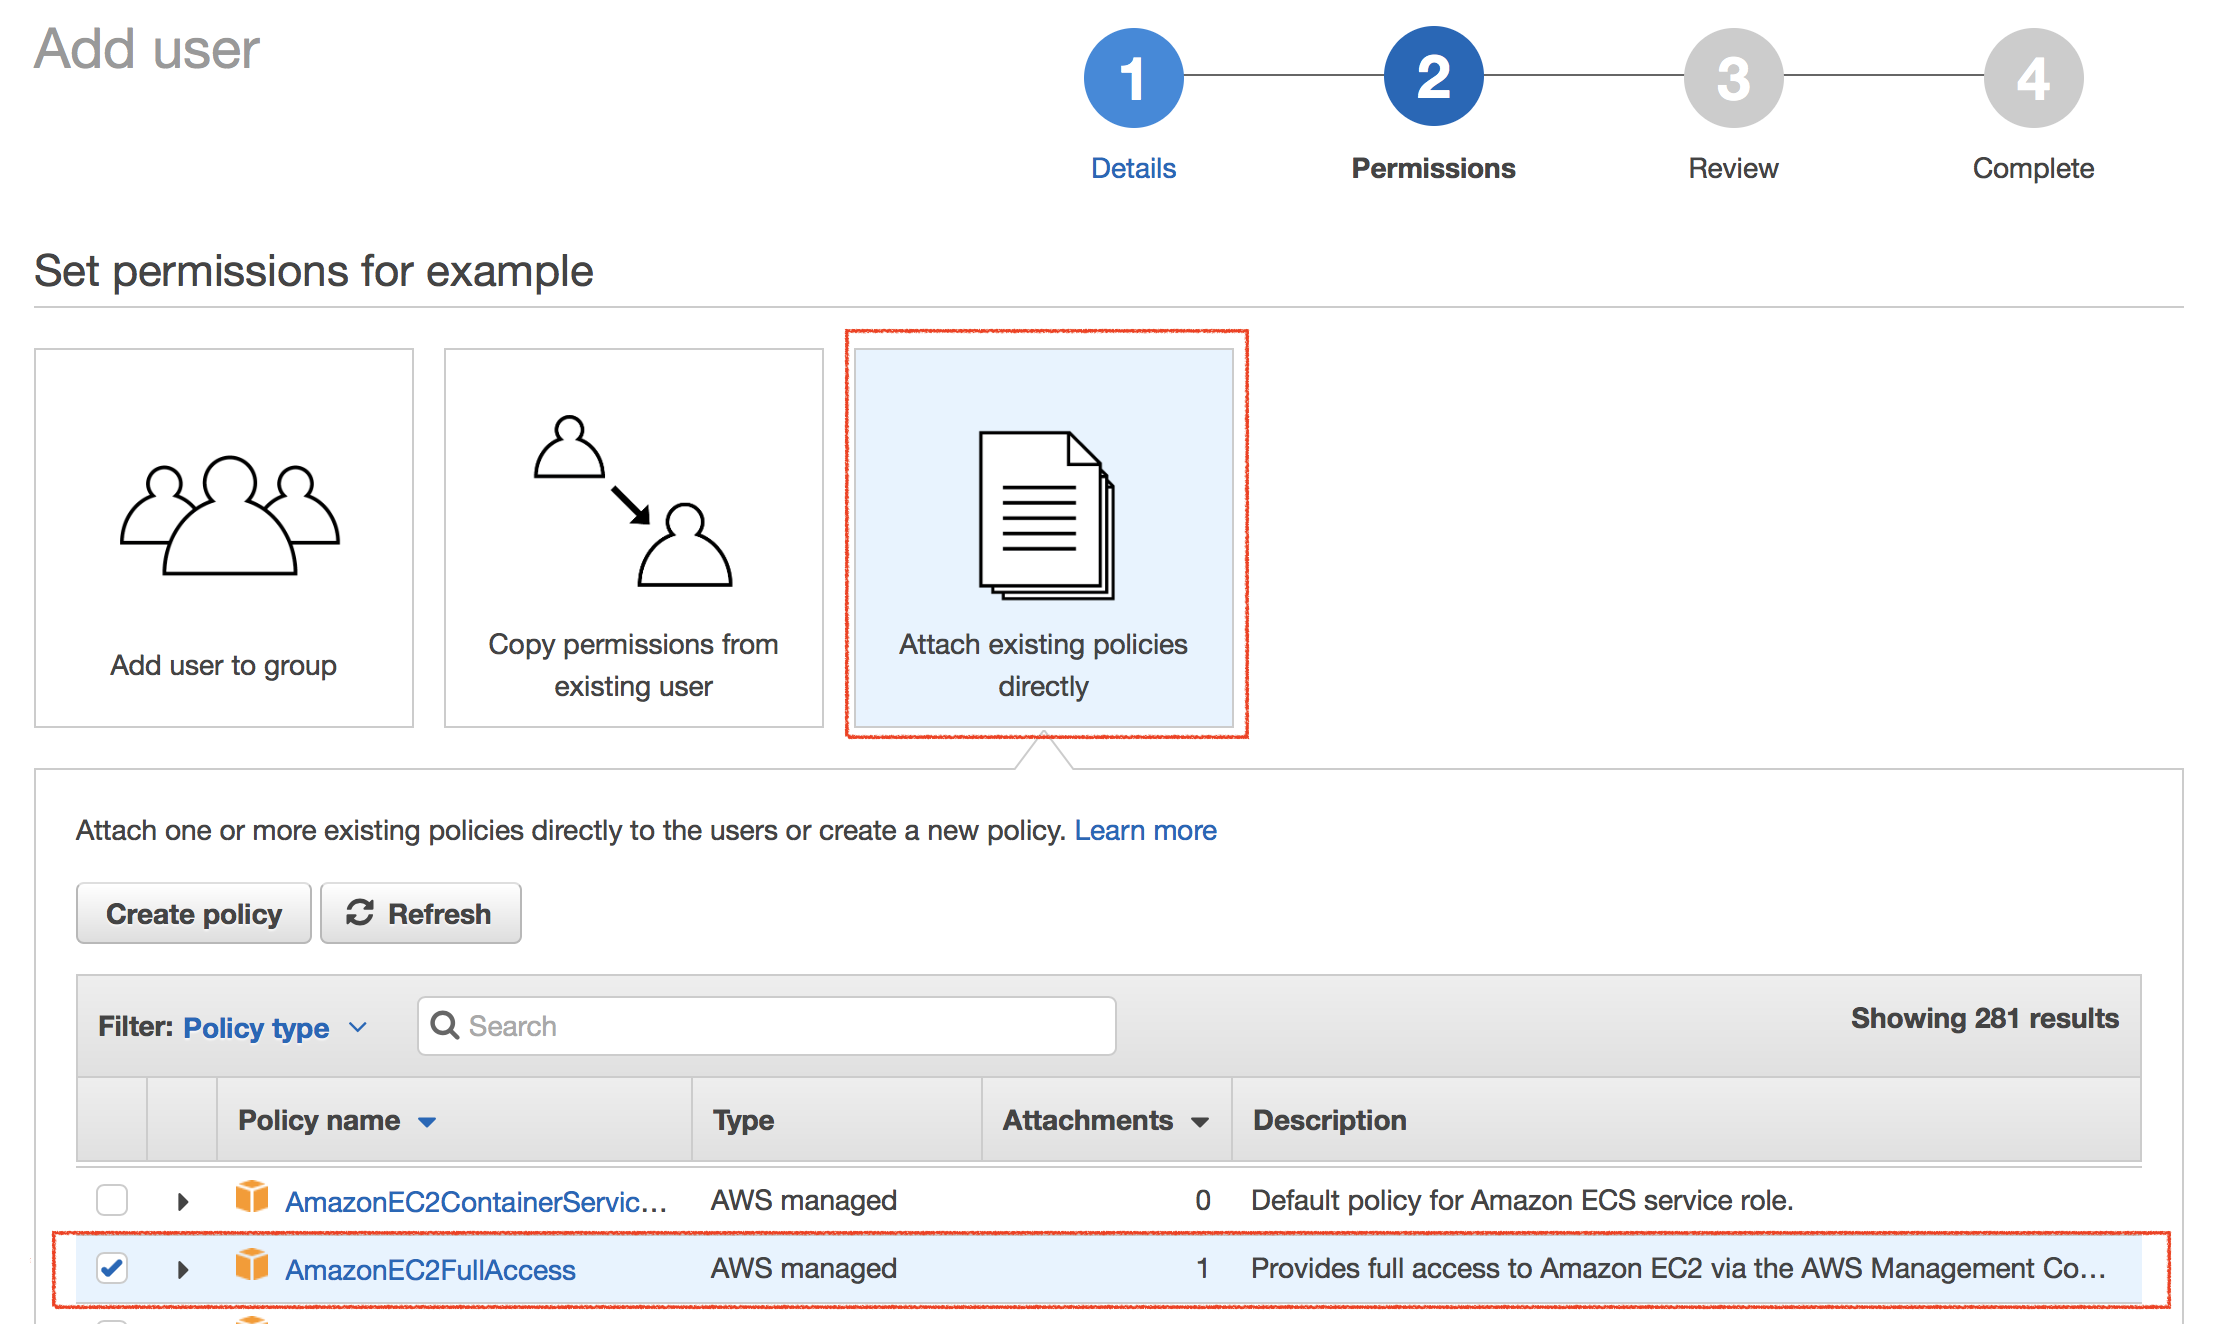 Add user
1
2
3
4
Details
Permissions
Review
Complete
Set permissions for example
Add user to group
Copy permissions from
existing user
Attach existing policies
directly
Attach one or more existing policies directly to the users or create a new policy. Learn more
Create policy
Refresh
Filter: Policy type
Search
Showing 281 results
Policy name
Type
Attachments
Description
AmazonEC2ContainerServic...
AWS managed
0
Default policy for Amazon ECS service role.
AmazonEC2FullAccess
AWS managed
1
Provides full access to Amazon EC2 via the AWS Management Co...